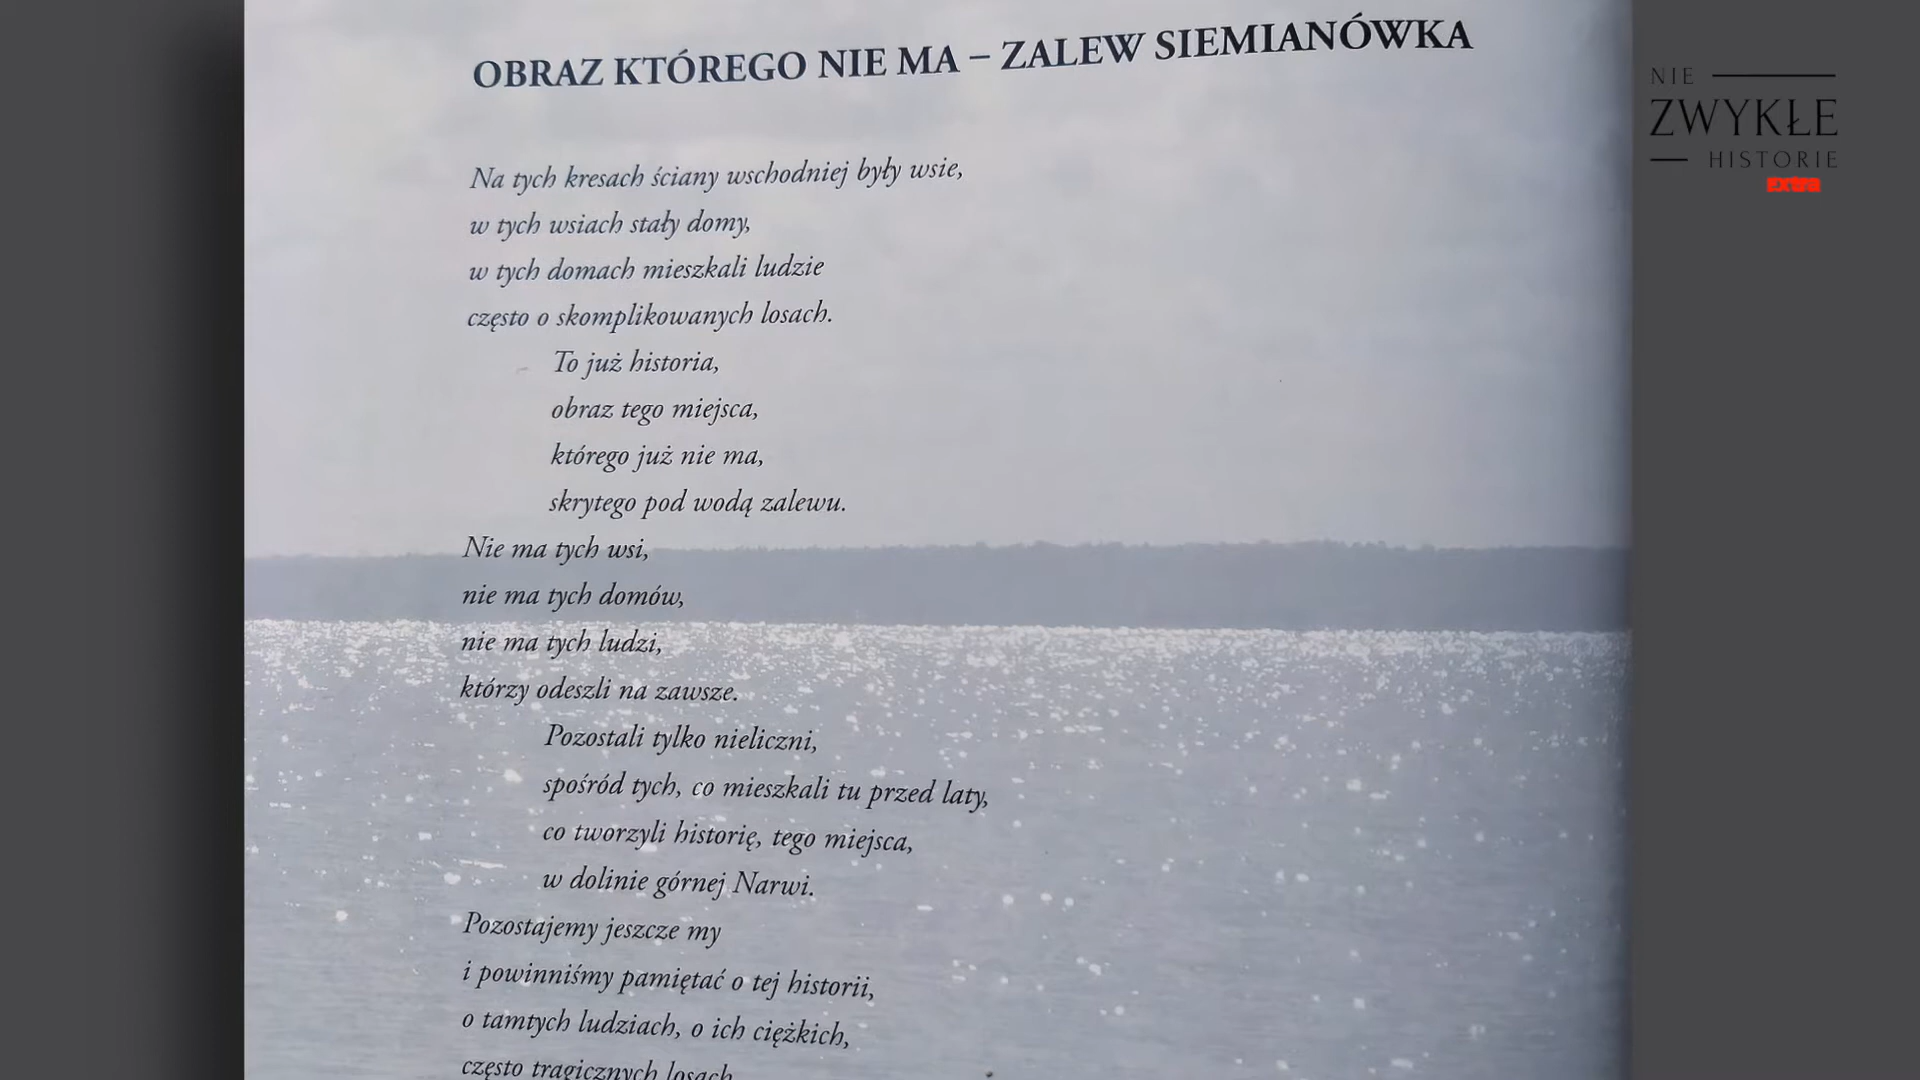 OBRAZ KTÓREGO NIE MA – ZALEW SIEMIANÓWKA
NIE
ZWYKŁE
HISTORIE
extra
Na tych kresach ściany wschodniej były wsie,
w tych wsiach stały domy,
w tych domach mieszkali ludzie
często o skomplikowanych losach.
To już historia,
obraz tego miejsca,
którego już nie ma,
skrytego pod wodą zalewu.
Nie ma tych wsi,
nie ma tych domów,
nie ma tych ludzi,
którzy odeszli na zawsze.
Pozostali tylko nieliczni,
spośród tych, co mieszkali tu przed laty,
co tworzyli historię, tego miejsca,
w dolinie górnej Narwi.
Pozostajemy jeszcze my
i powinniśmy pamiętać o tej historii,
o tamtych ludziach, o ich ciężkich,
często tragicznych losach